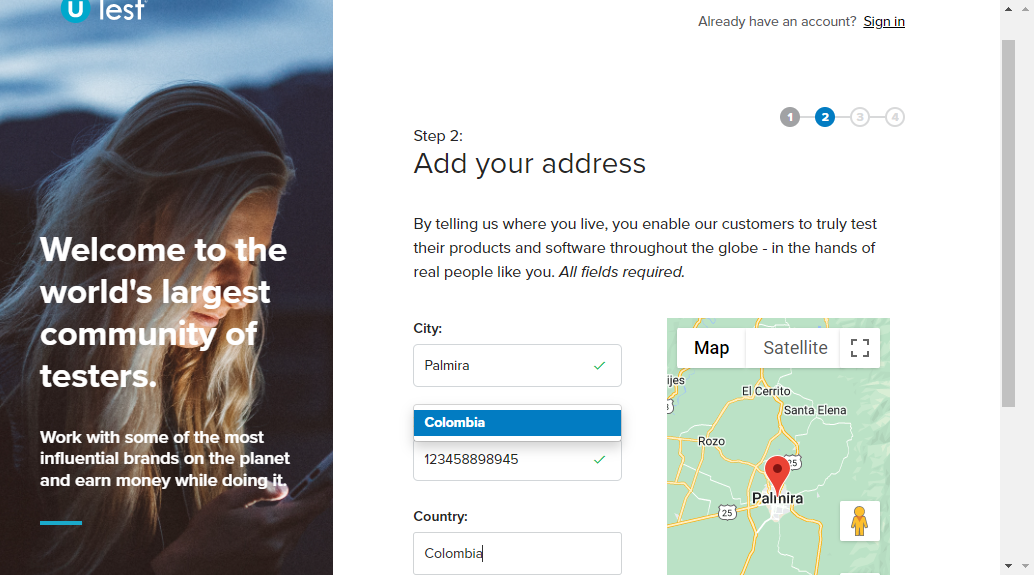 u Test
Already have an account? Sign in
1 2 3 4
Step 2:
Add your address
By telling us where you live, you enable our customers to truly test
their products and software throughout the globe - in the hands of
real people like you. All fields required.
Welcome to the
world's largest
community of
testers.
Work with some of the most
influential brands on the planet
and earn money while doing it.
City:
Palmira
Colombia
123458898945
Country:
Colombia
Map Satellite
ijes
El Cerrito
Santa Elena
Rozo
25
Palmira
25